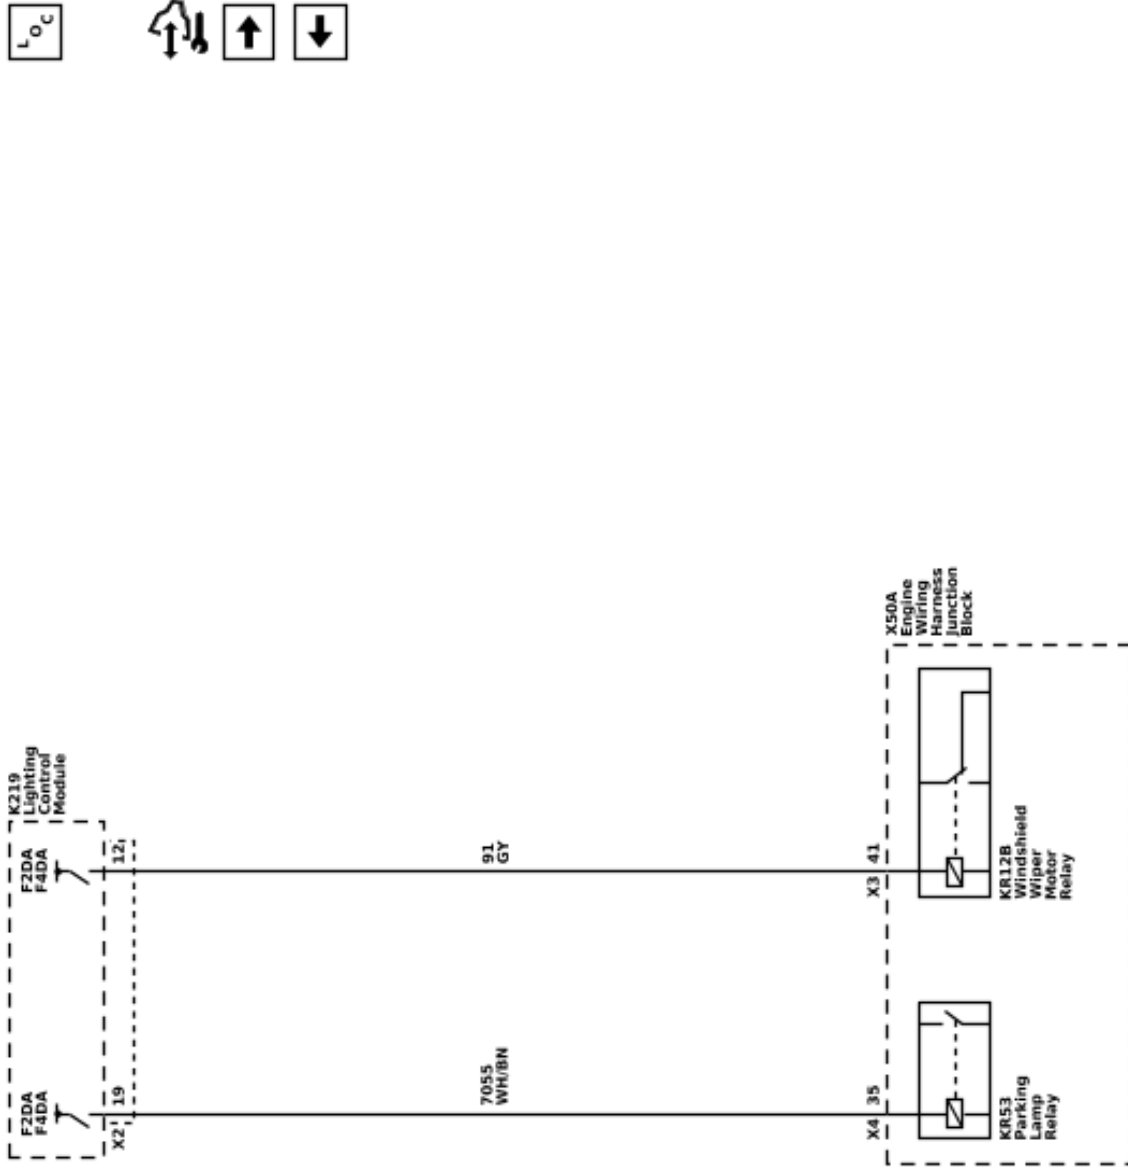 LOC
K219
Lighting
Control
Module
F2DA
F4DA
F2DA
F4DA
X2
19
12
7055
WH/BN
91
GY
X4
35
X3
41
X50A
Engine
Wiring
Harness
Junction
Block
KR53
Parking
Lamp
Relay
KR12B
Windshield
Wiper
Motor
Relay